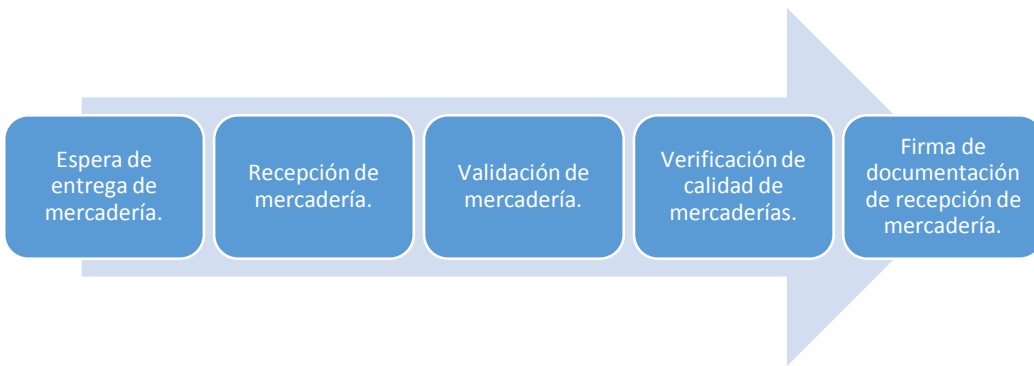 Espera de
entrega de
mercadería.
Recepción de
mercadería.
Validación de
mercadería.
Verificación de
calidad de
mercaderías.
Firma de
documentación
de recepción de
mercadería.